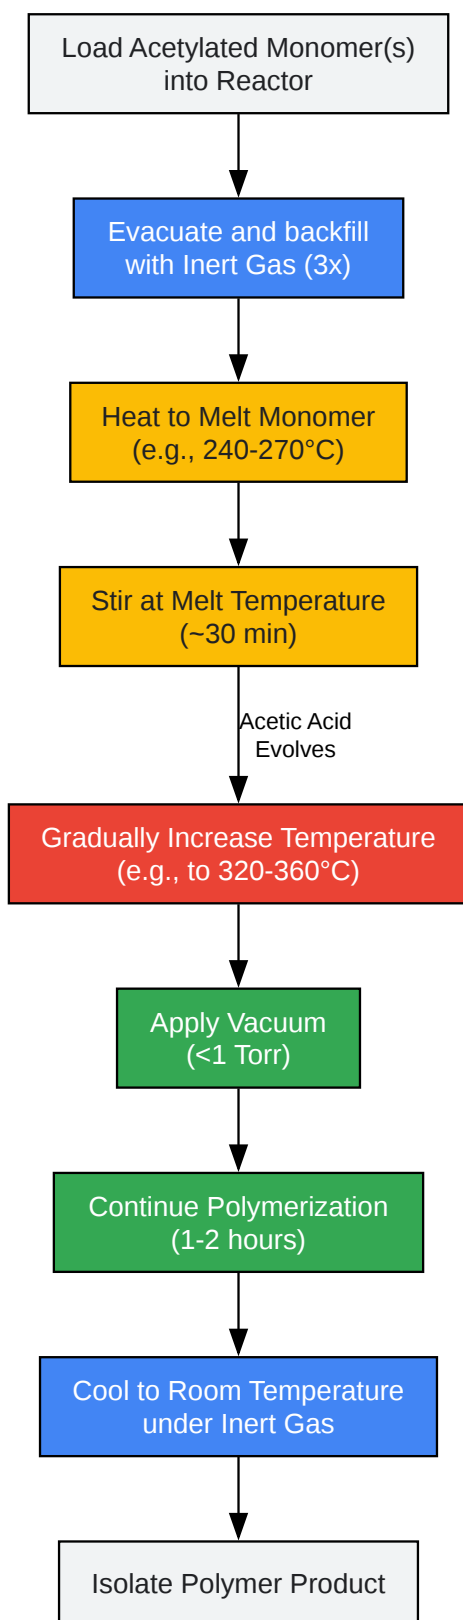 Load Acetylated Monomer(s)
into Reactor
Evacuate and backfill
with Inert Gas (3x)
Heat to Melt Monomer
(e.g., 240-270°C)
Stir at Melt Temperature
(~30 min)
Acetic Acid
Evolves
Gradually Increase Temperature
(e.g., to 320-360°C)
Apply Vacuum
(<1 Torr)
Continue Polymerization
(1-2 hours)
Cool to Room Temperature
under Inert Gas
Isolate Polymer Product